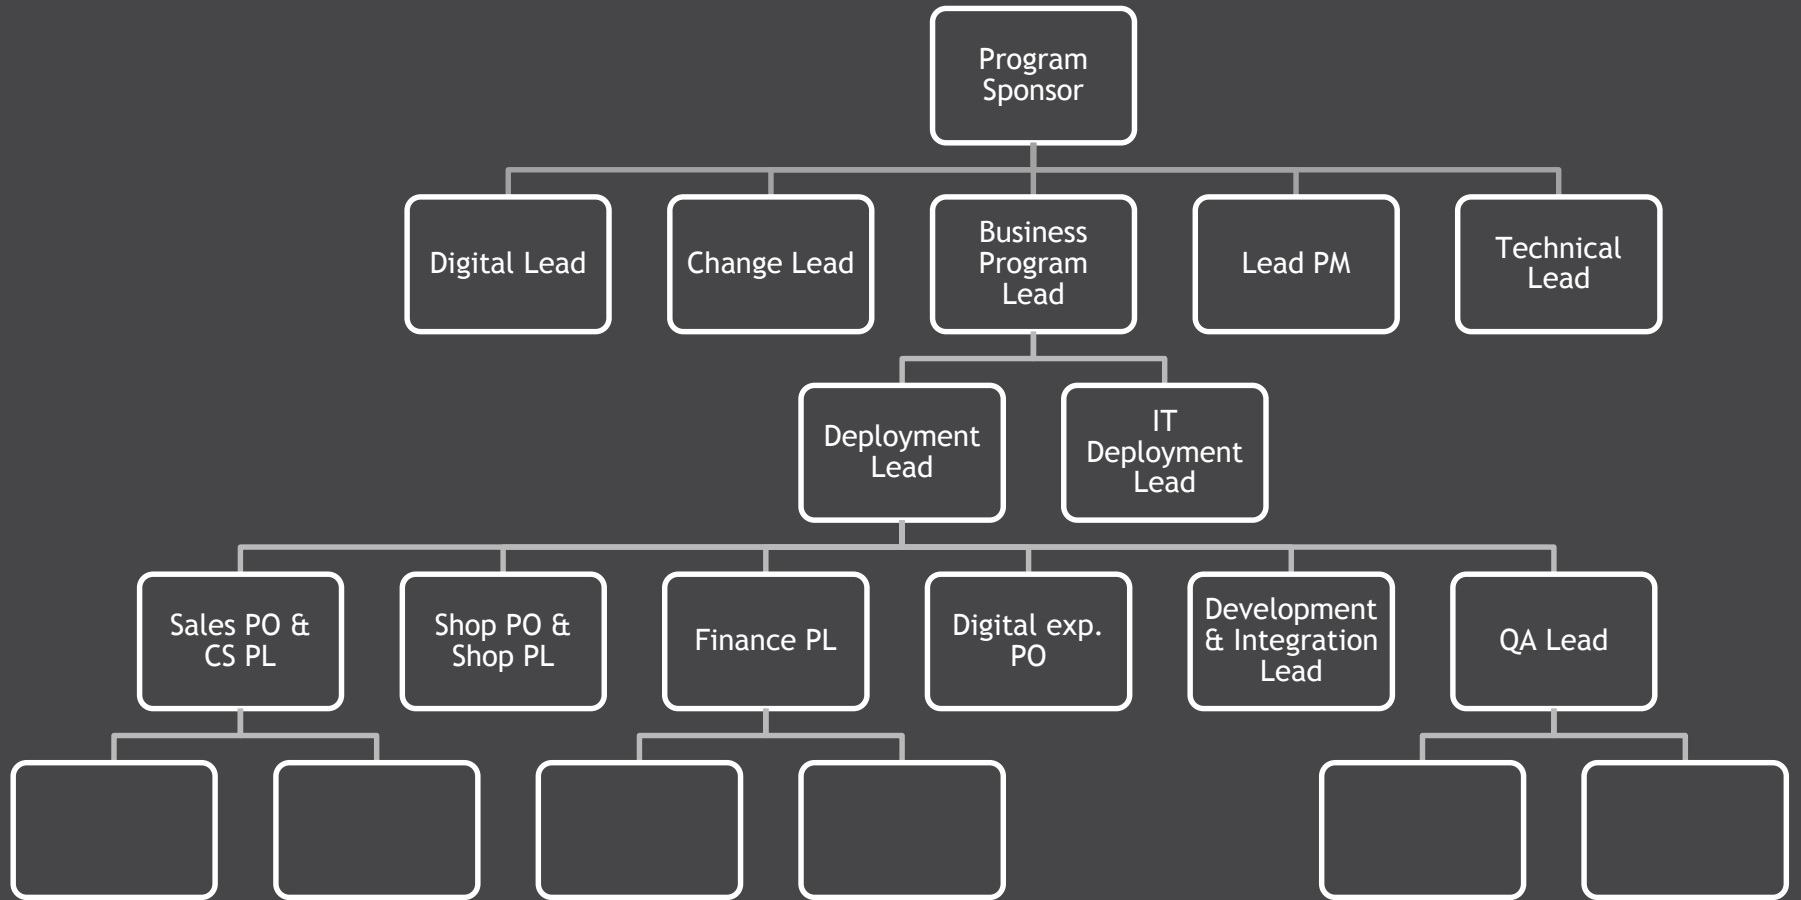 Program
Sponsor
Digital Lead
Change Lead
Business
Program
Lead
Lead PM
Technical
Lead
Deployment
Lead
IT
Deployment
Lead
Sales PO &
CS PL
Shop PO &
Shop PL
Finance PL
Digital exp.
PO
Development
& Integration
Lead
QA Lead